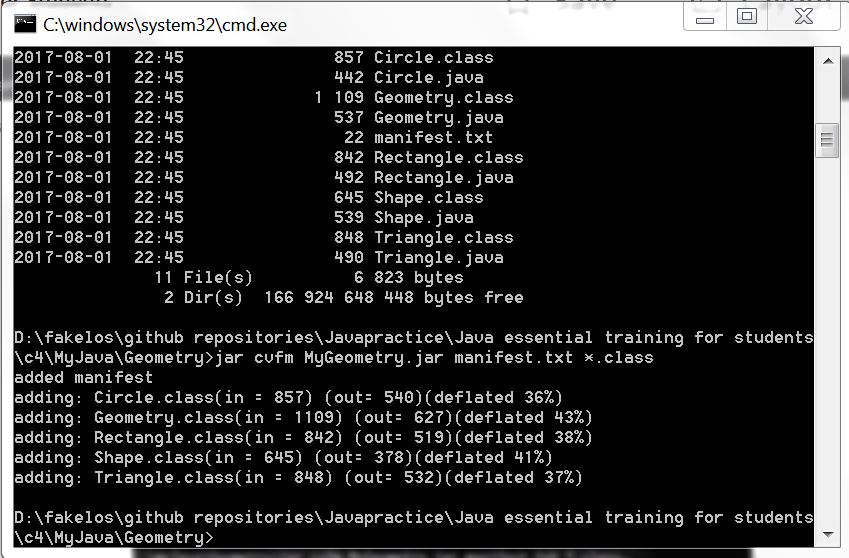 C:\windows\system32\cmd.exe
2017-08-01  22:45               857 Circle.class
2017-08-01  22:45               442 Circle.java
2017-08-01  22:45             1 109 Geometry.class
2017-08-01  22:45               537 Geometry.java
2017-08-01  22:45                22 manifest.txt
2017-08-01  22:45               842 Rectangle.class
2017-08-01  22:45               492 Rectangle.java
2017-08-01  22:45               645 Shape.class
2017-08-01  22:45               539 Shape.java
2017-08-01  22:45               848 Triangle.class
2017-08-01  22:45               490 Triangle.java
11 File(s)          6 823 bytes
2 Dir(s)  166 924 648 448 bytes free
D:\fakelos\github repositories\Javapractice\Java essential training for students
\c4\MyJava\Geometry>jar cvfm MyGeometry.jar manifest.txt *.class
added manifest
adding: Circle.class(in = 857) (out= 540)(deflated 36%)
adding: Geometry.class(in = 1109) (out= 627)(deflated 43%)
adding: Rectangle.class(in = 842) (out= 519)(deflated 38%)
adding: Shape.class(in = 645) (out= 378)(deflated 41%)
adding: Triangle.class(in = 848) (out= 532)(deflated 37%)
D:\fakelos\github repositories\Javapractice\Java essential training for students
\c4\MyJava\Geometry>